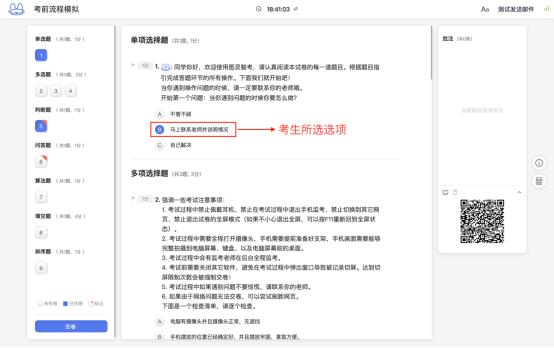 考前流程模拟
18:41:03
Aa 测试发送邮件
单选题 (共1题, 1分)
1
多选题 (共3题, 3分)
2 3 4
判断题 (共1题, 1分)
5
问答题 (共1题, 1分)
6
算法题 (共1题, 1分)
7
填空题 (共1题, 4分)
8
排序题 (共1题, 1分)
9
未作答 已作答 标记
交卷
单项选择题 (共1题, 1分)
1分 1. 同学你好,欢迎使用图灵智考,请认真阅读本试卷的每一道题目。根据题目指
引完成答题环节的所有操作。下面我们就开始吧!
当你遇到操作问题的时候,请一定要联系你的老师哦。
开始第一个问题:当你遇到问题的时候你要怎么做?
A 不管不顾
B 马上联系老师并说明情况
考生所选选项
C 自己解决
多项选择题 (共3题, 3分)
1分 2. 强调一些考试注意事项:
1. 考试过程中禁止佩戴耳机、禁止在考试过程中退出手机监考、禁止切换到其它网
页、禁止退出试卷的全屏模式(如果不小心退出全屏,可以按F11重新回到全屏状
态)。
2. 考试过程中需要全程打开摄像头,手机需要提前准备好支架,手机画面需要能够
完整拍摄到电脑屏幕、键盘、以及电脑屏幕前的桌面。
3. 考试过程中会有监考老师在后台全程监考。
4. 考试前需要关闭其它软件,避免在考试过程中弹出窗口导致被记录切屏。达到切
屏限制次数会被强制交卷!
5. 考试过程中如果遇到问题不要惊慌,请联系你的老师。
6. 如果由于网络问题无法交卷,可以尝试刷新网页。
下面是一个检查清单,请逐个检查。
A 电脑有摄像头并且摄像头正常,无遮挡
B 手机摆放的位置已经确定好,并且摆放牢固,拿取方便。
批注 (共0条)
当前题目没有批注